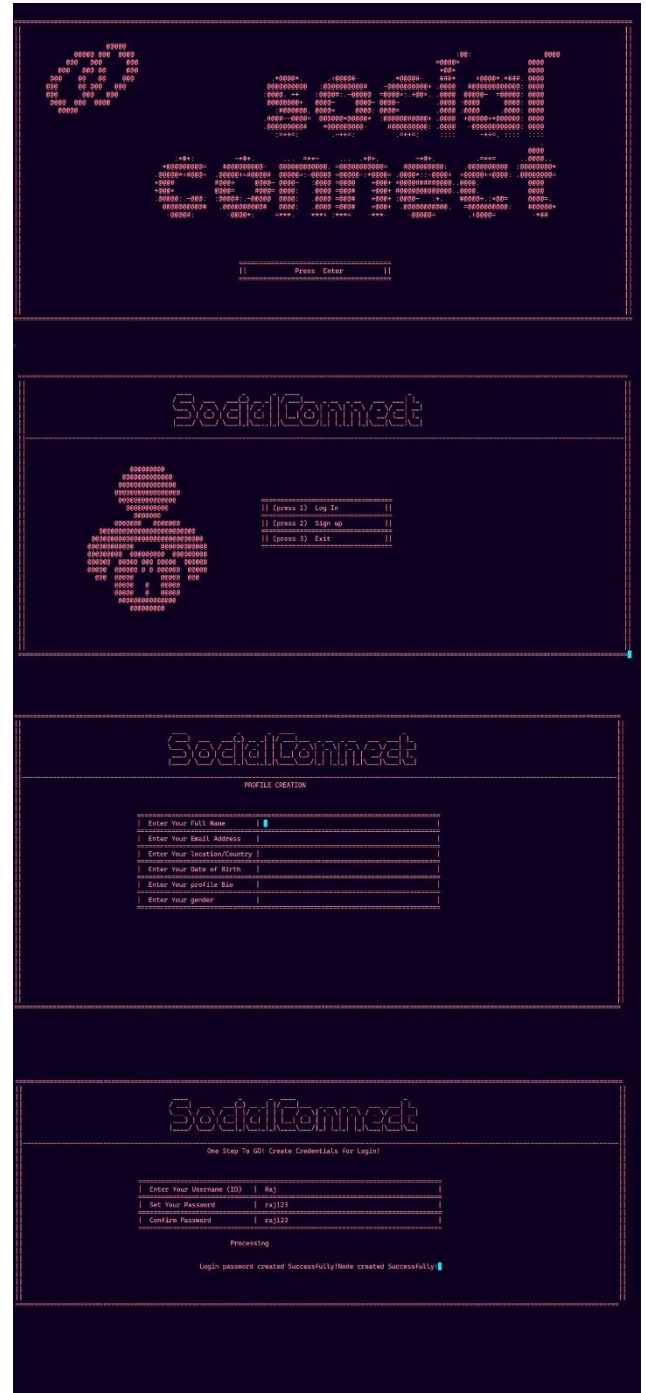 social
connect
|| Press Enter ||
SocialConnect
|| (press 1) Log In ||
|| (press 2) Sign up ||
|| (press 3) Exit ||
SocialConnect
PROFILE CREATION
| Enter Your Full Name | |
| Enter Your Email Address | |
| Enter Your location/Country | |
| Enter Your Date of Birth | |
| Enter Your profile Bio | |
| Enter Your gender | |
SocialConnect
One Step To GO! Create Credentials for Login!
| Enter Your Username (ID) | Raj |
| Set Your Password | raj123 |
| Confirm Password | raj123 |
Processing
Login password created Successfully!Node created Successfully!